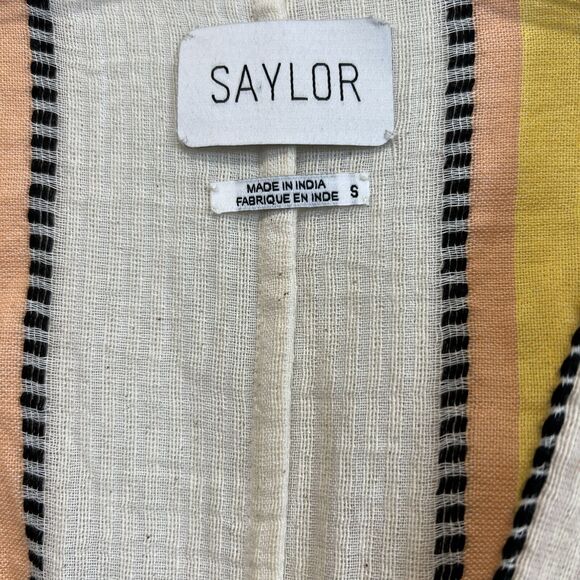 SAYLOR
MADE IN INDIA
FABRIQUE EN INDE
S